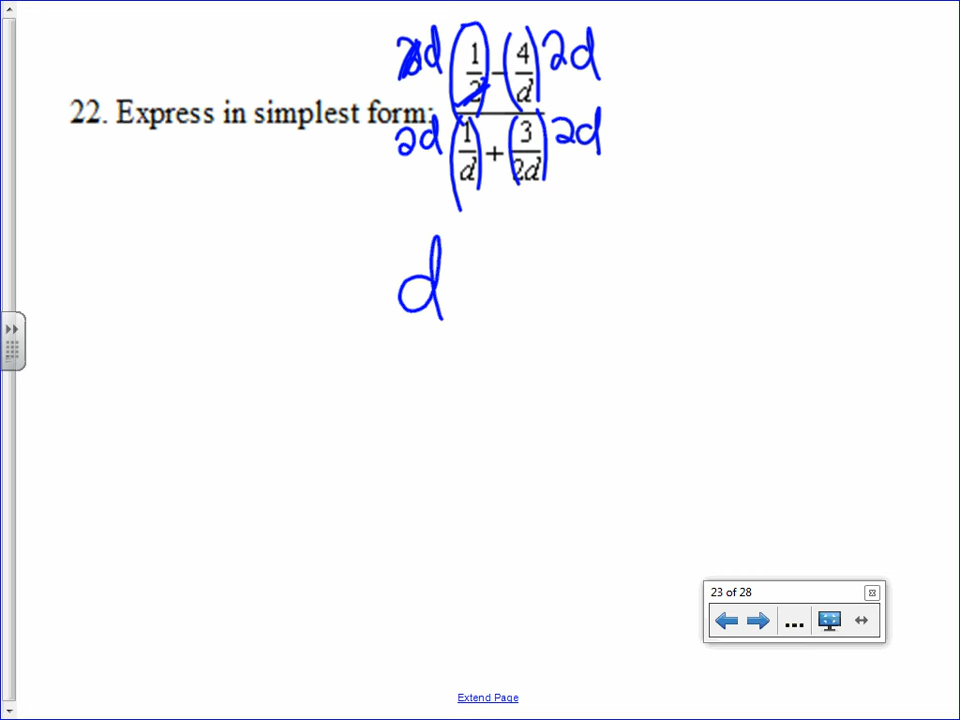 2d (1/2) - (4/d) 2d
22. Express in simplest form:
2d (1/d) + (3/2d) 2d
d
23 of 28
...
Extend Page